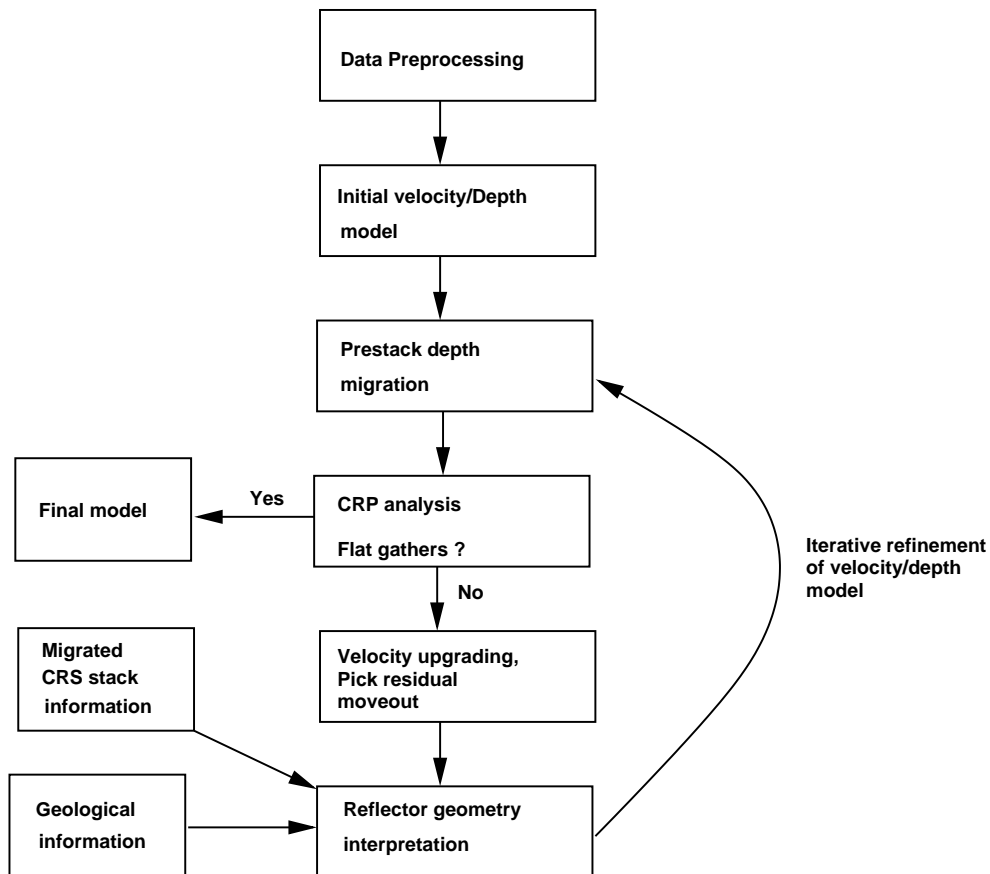 Data Preprocessing
Initial velocity/Depth
model
Prestack depth
migration
Final model
Yes
CRP analysis
Flat gathers ?
Iterative refinement
of velocity/depth
model
No
Migrated
CRS stack
information
Velocity upgrading,
Pick residual
moveout
Geological
information
Reflector geometry
interpretation